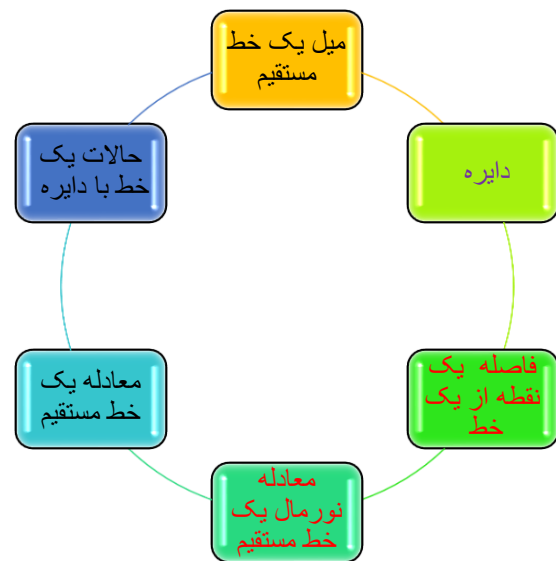 میل یک خط
مستقیم
دایره
فاصله یک
نقطه از یک
خط
معادله
نورمال یک
خط مستقیم
معادله یک
خط مستقیم
حالات یک
خط با دایره